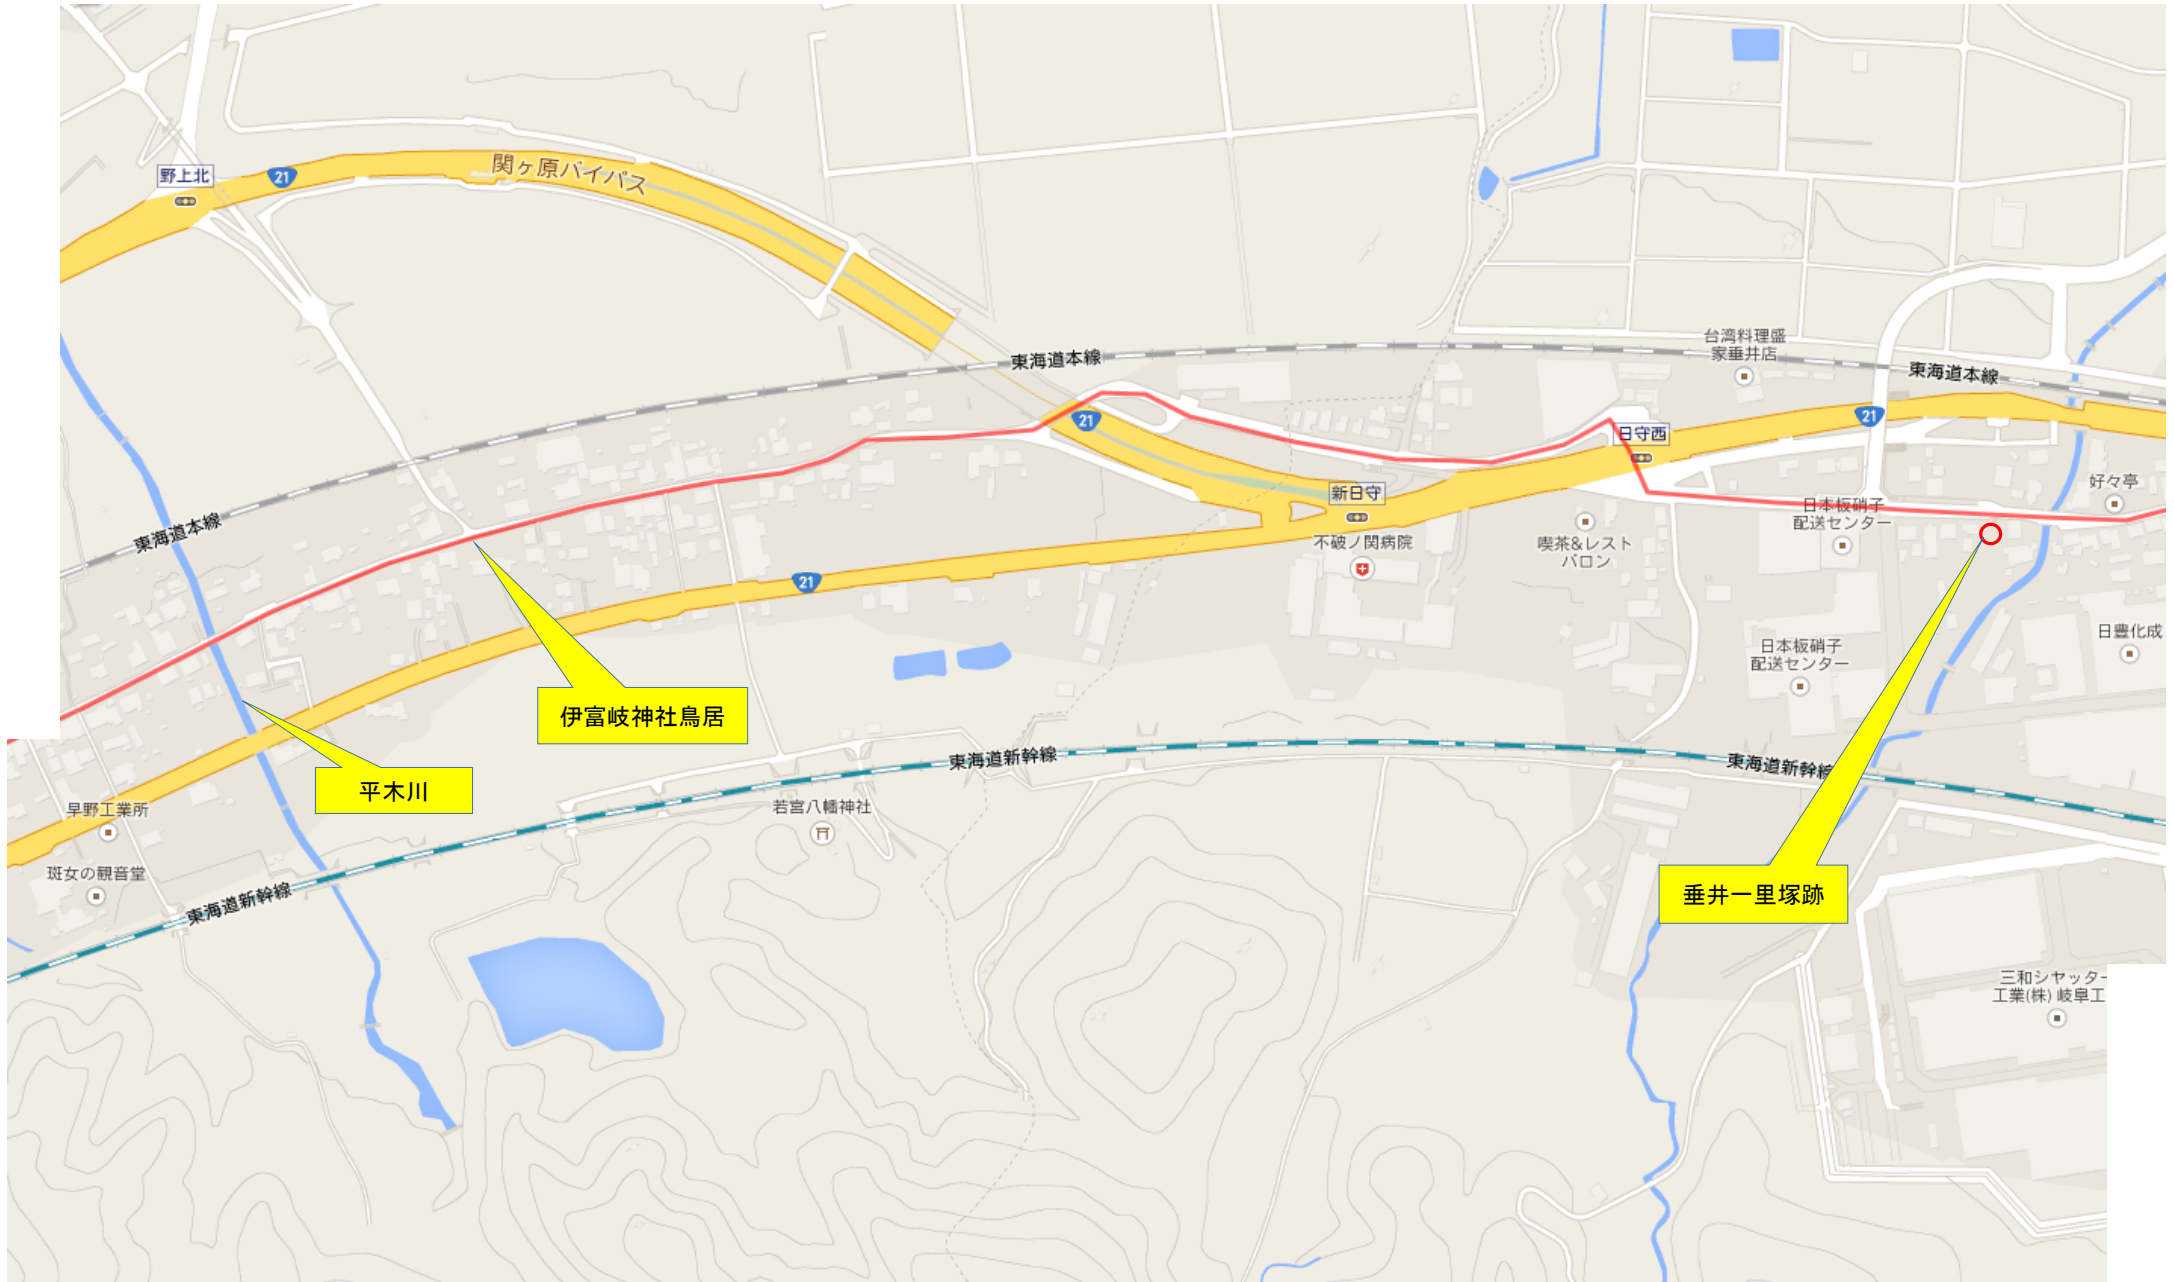 野上北
21
関ヶ原バイパス
東海道本線
台湾料理盛
家垂井店
東海道本線
21
21
日守西
新日守
好々亭
日本板硝子
配送センター
東海道本線
不破ノ関病院
喫茶&レスト
バロン
21
日豊化成
日本板硝子
配送センター
伊富岐神社鳥居
東海道新幹線
東海道新幹線
平木川
早野工業所
若宮八幡神社
斑女の観音堂
東海道新幹線
垂井一里塚跡
三和シヤッター
工業(株) 岐阜工